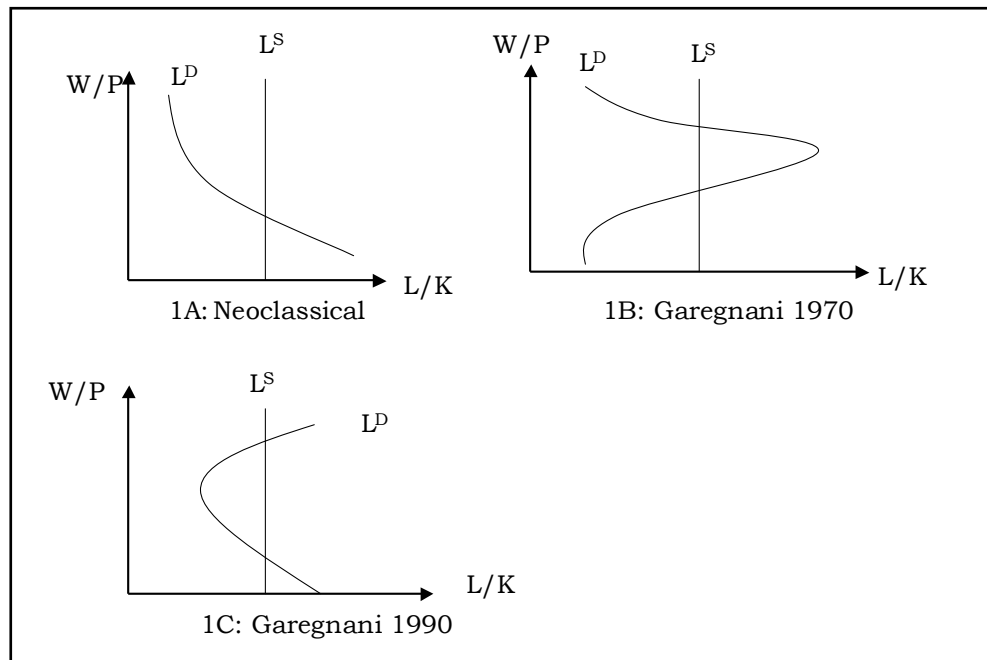 W/P
L^D
L^S
L/K
1A: Neoclassical
W/P
L^D
L^S
L/K
1B: Garegnani 1970
W/P
L^S
L^D
L/K
1C: Garegnani 1990